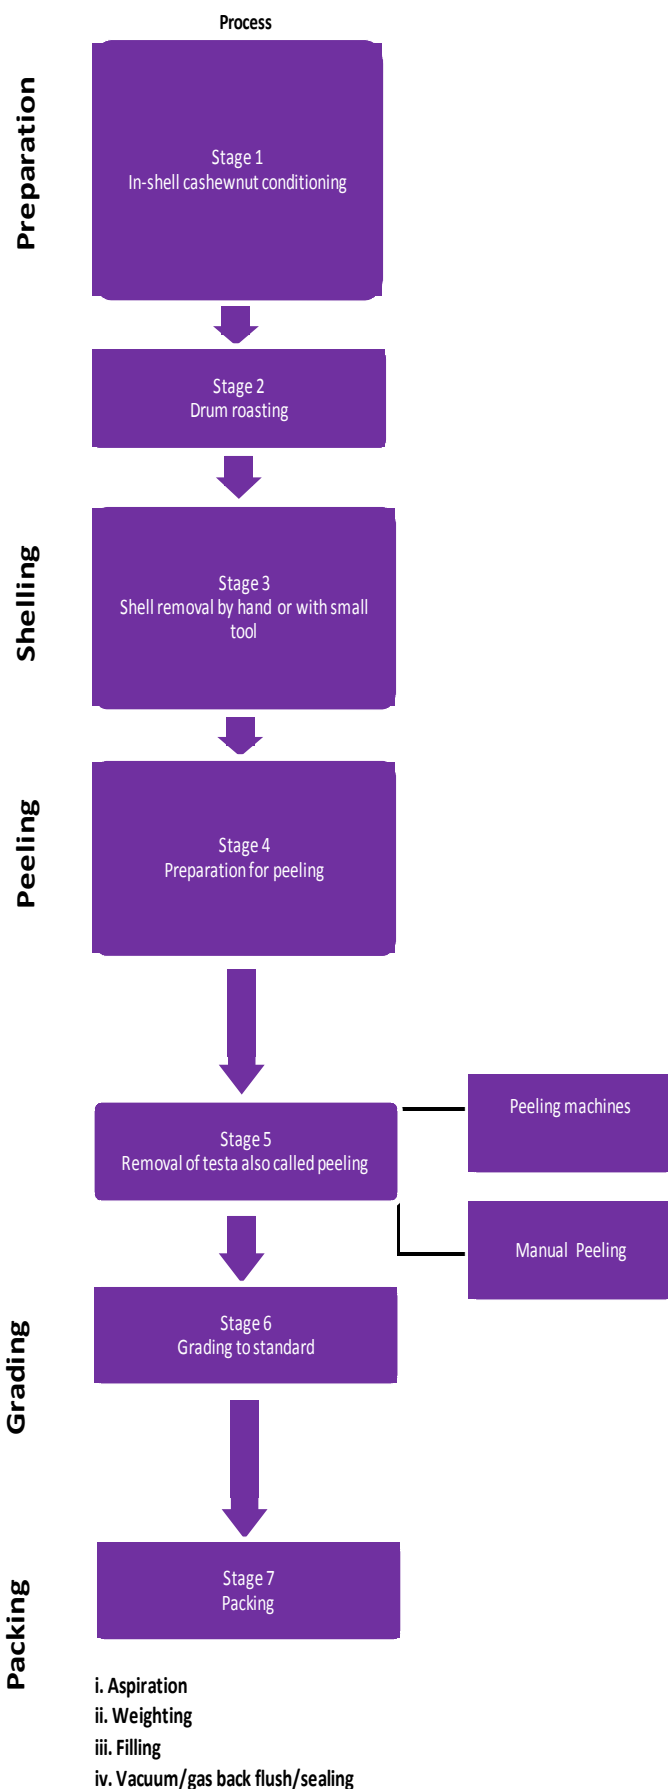 Process
Preparation
Stage 1
In-shell cashewnut conditioning
Stage 2
Drum roasting
Shelling
Stage 3
Shell removal by hand or with small
tool
Peeling
Stage 4
Preparation for peeling
Stage 5
Removal of testa also called peeling
Peeling machines
Manual Peeling
Grading
Stage 6
Grading to standard
Packing
Stage 7
Packing
i. Aspiration
ii. Weighting
iii. Filling
iv. Vacuum/gas back flush/sealing